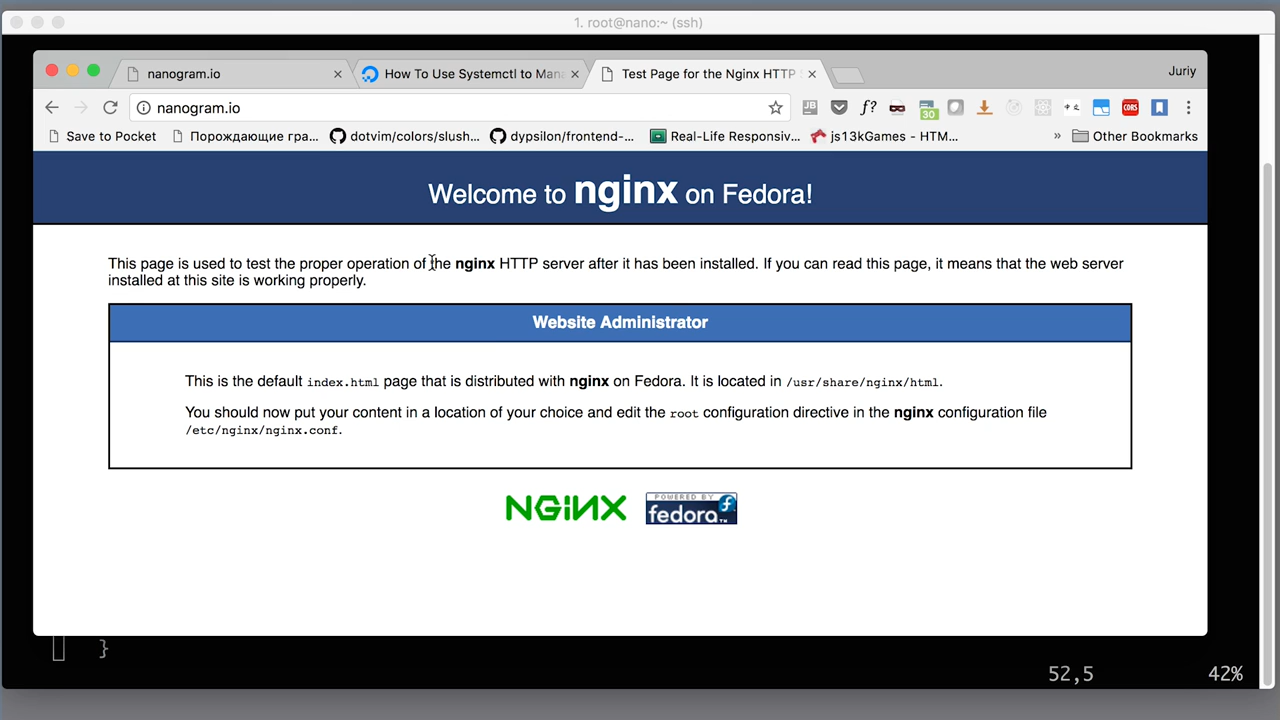 1. root@nano:~ (ssh)
nanogram.io
How To Use Systemctl to Mana
Test Page for the Nginx HTTP S
Juriy
nanogram.io
JB
f?
30
CORS
Save to Pocket
Порождающие гра...
dotvim/colors/slush...
dypsilon/frontend-...
Real-Life Responsiv...
js13kGames - HTM...
» Other Bookmarks
Welcome to nginx on Fedora!
This page is used to test the proper operation of the nginx HTTP server after it has been installed. If you can read this page, it means that the web server
installed at this site is working properly.
Website Administrator
This is the default index.html page that is distributed with nginx on Fedora. It is located in /usr/share/nginx/html.
You should now put your content in a location of your choice and edit the root configuration directive in the nginx configuration file
/etc/nginx/nginx.conf.
NGINX
POWERED BY
fedora
}
52,5
42%